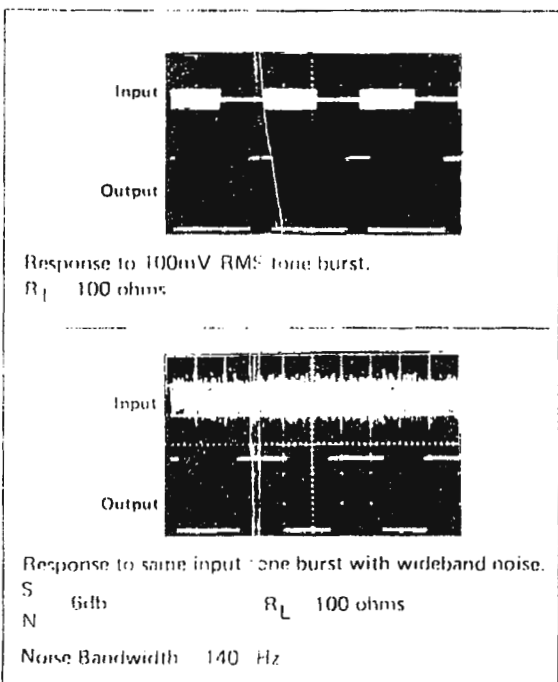 Input
Output
Response to 100mV RMS tone burst.
R_L 100 ohms
Input
Output
Response to same input tone burst with wideband noise.
S
N 6db R_L 100 ohms
Noise Bandwidth 140 Hz